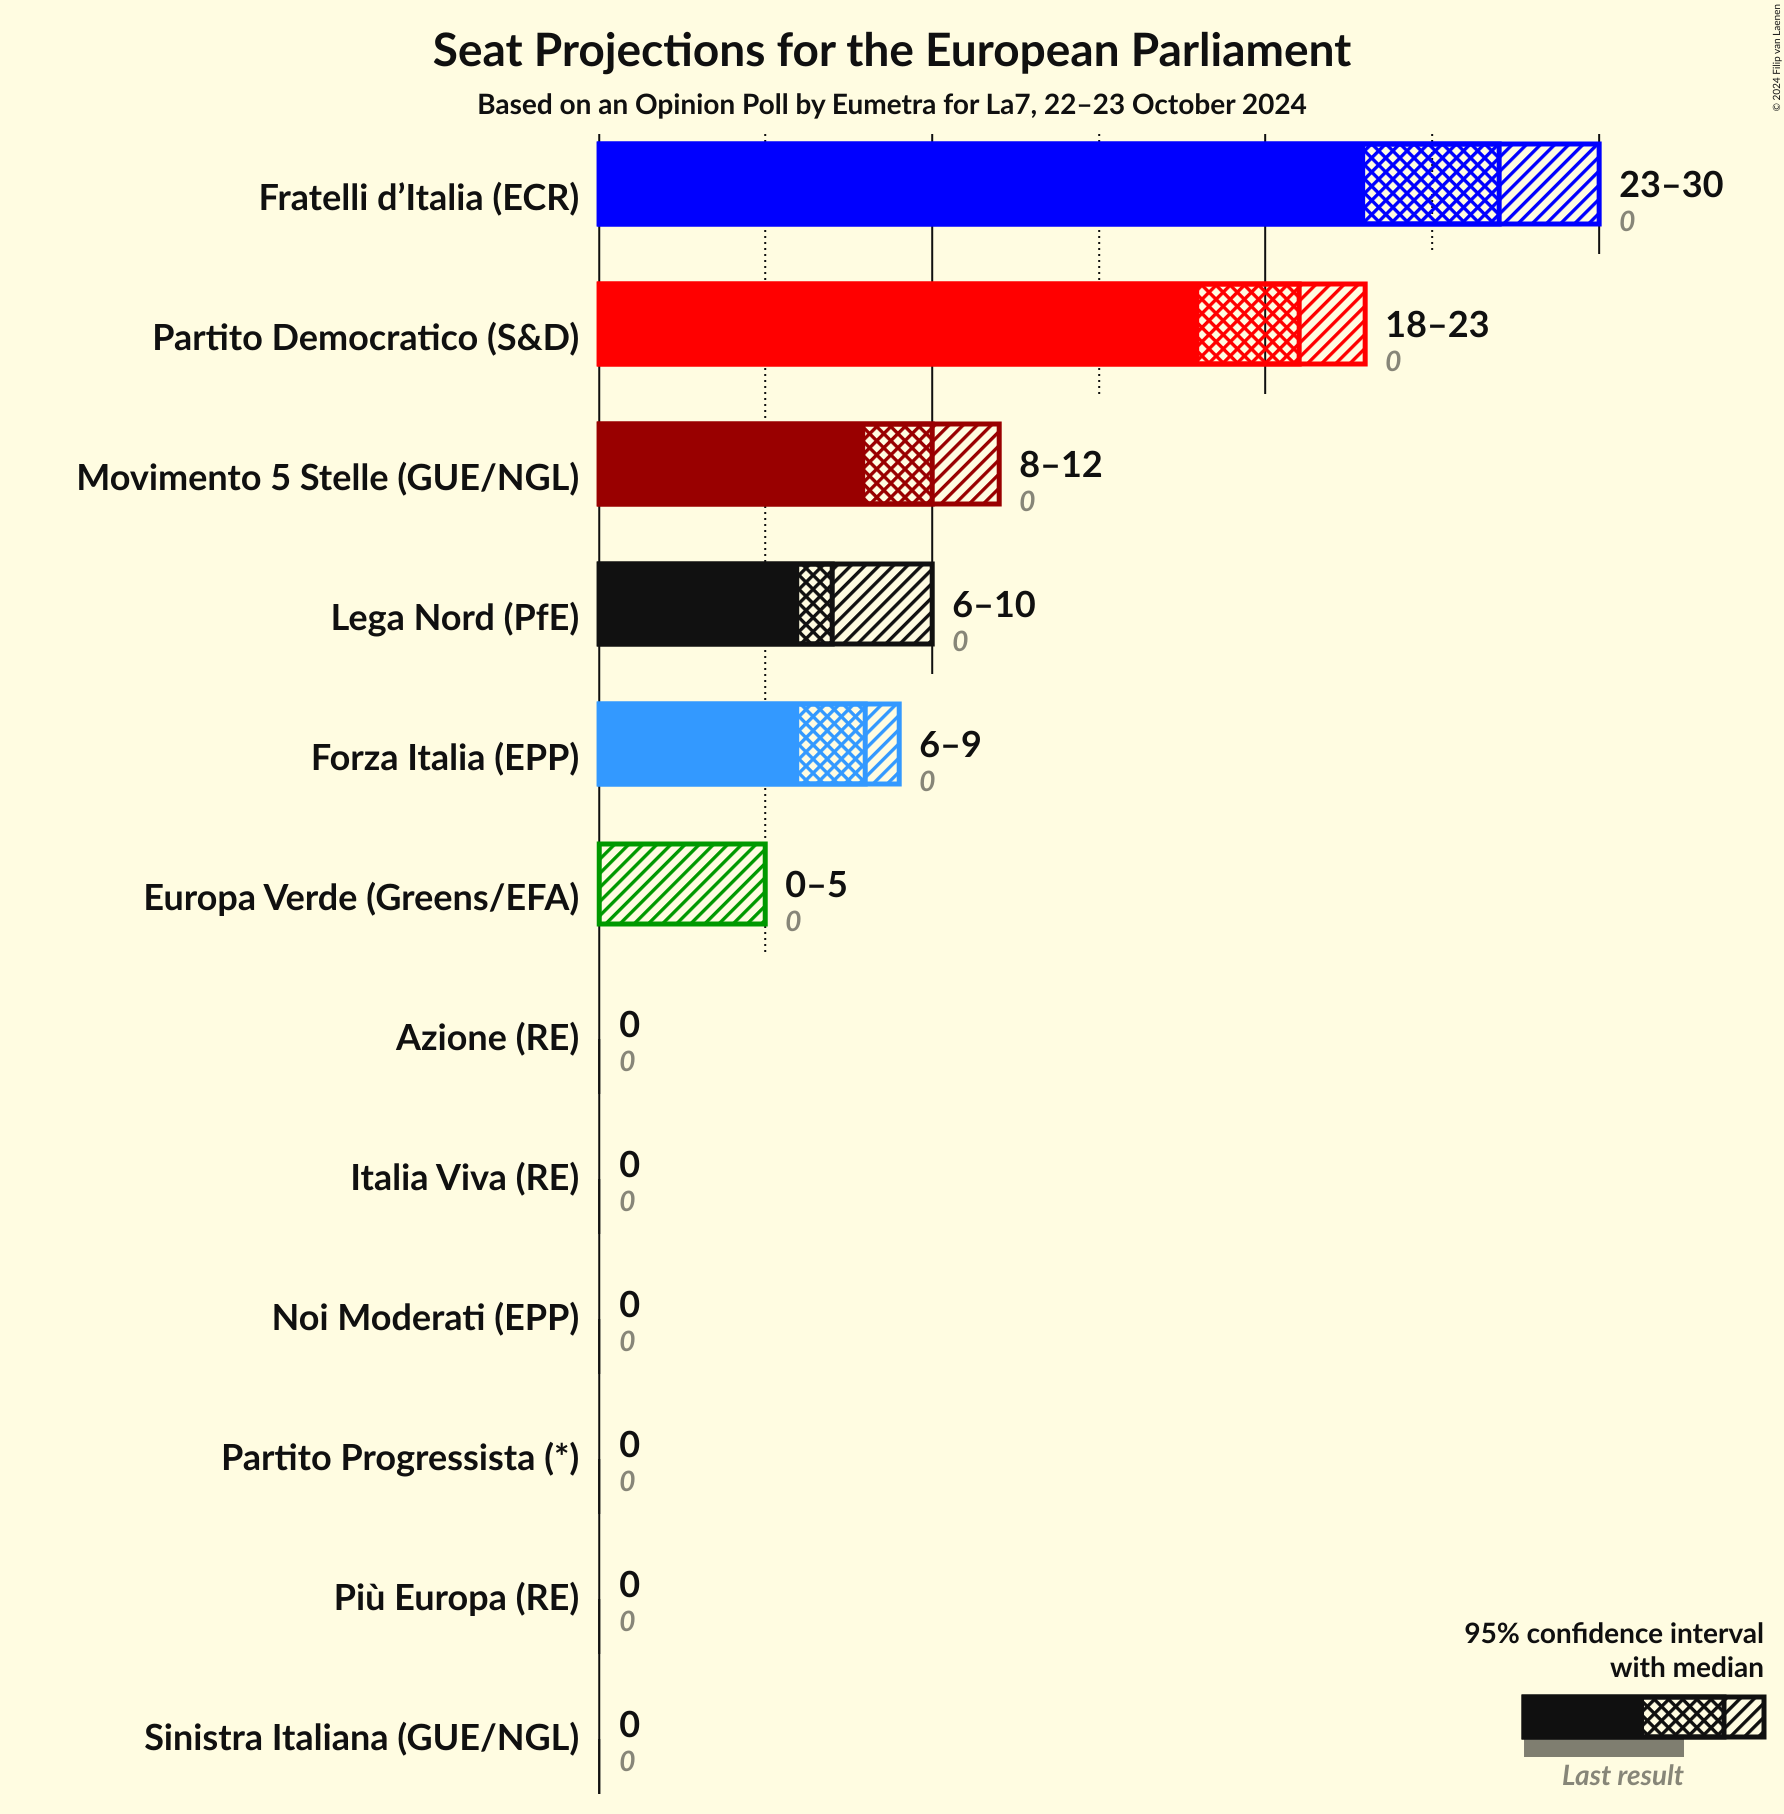 Seat Projections for the European Parliament
Based on an Opinion Poll by Eumetra for La7, 22–23 October 2024
© 2024 Filip van Laenen
Fratelli d’Italia (ECR)
23–30
0
Partito Democratico (S&D)
18–23
0
Movimento 5 Stelle (GUE/NGL)
8–12
0
Lega Nord (PfE)
6–10
0
Forza Italia (EPP)
6–9
0
Europa Verde (Greens/EFA)
0–5
0
Azione (RE)
0
0
Italia Viva (RE)
0
0
Noi Moderati (EPP)
0
0
Partito Progressista (*)
0
0
Più Europa (RE)
0
0
Sinistra Italiana (GUE/NGL)
0
0
95% confidence interval
with median
Last result